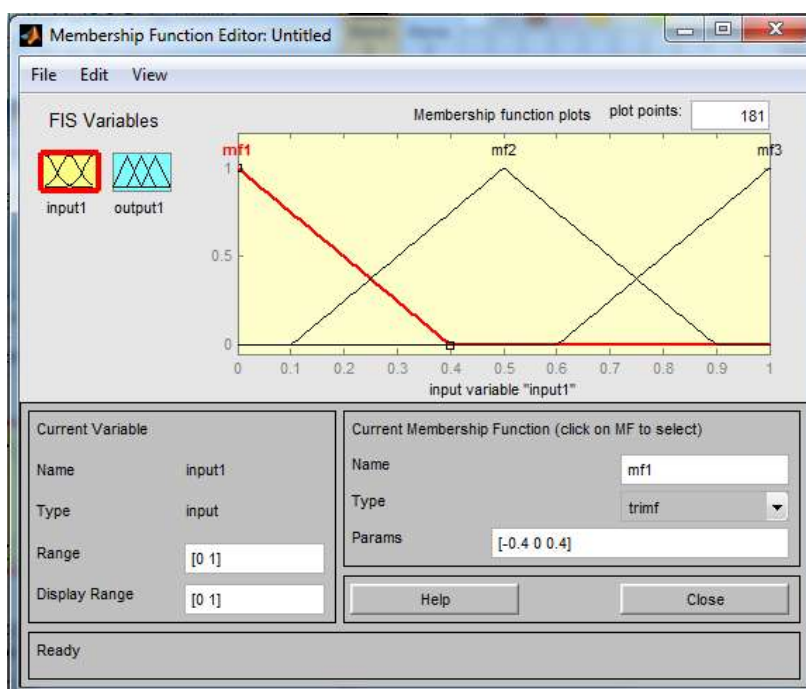 Membership Function Editor: Untitled
File Edit View
FIS Variables
Membership function plots plot points: 181
mf1 mf2 mf3
input1 output1
1
0.5
0
0 0.1 0.2 0.3 0.4 0.5 0.6 0.7 0.8 0.9 1
input variable "input1"
Current Variable
Name input1
Type input
Range [0 1]
Display Range [0 1]
Current Membership Function (click on MF to select)
Name mf1
Type trimf
Params [-0.4 0 0.4]
Help Close
Ready